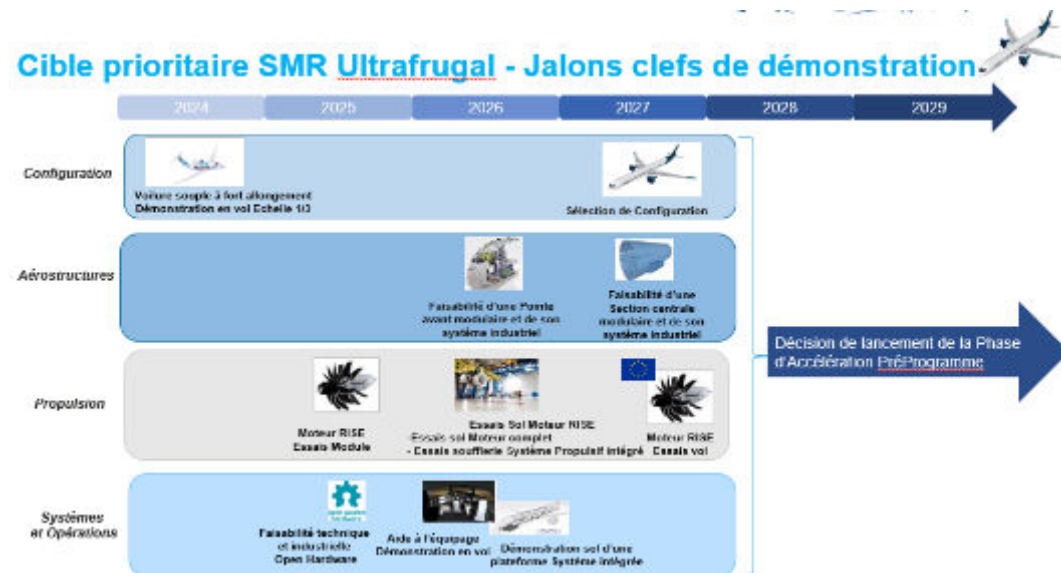 Cible prioritaire SMR Ultrafrugal - Jalons clefs de démonstration
2024 2025 2026 2027 2028 2029
Configuration
Voilure souple à fort allongement
Démonstration en vol Echelle 1/3
Sélection de Configuration
Aérostructures
Faisabilité d'une Pointe
avant modulaire et de son
système industriel
Faisabilité d'une
Section centrale
modulaire et de son
système industriel
Décision de lancement de la Phase
d'Accélération PréProgramme
Propulsion
Moteur RISE
Essais Module
Essais Sol Moteur RISE
-Essais sol Moteur complet
- Essais soufflerie Système Propulsif intégré
Moteur RISE
Essais vol
Systèmes
et Opérations
open source
hardware
Faisabilité technique
et industrielle
Open Hardware
Aide à l'équipage
Démonstration en vol
Démonstration sol d'une
plateforme Système intégrée